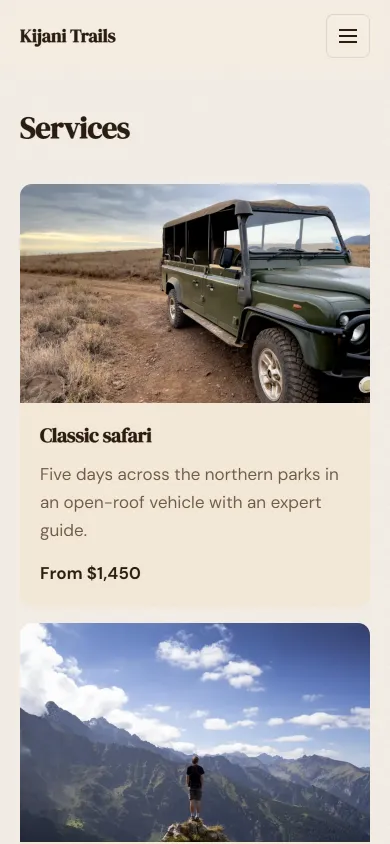 Kijani Trails
Services
Classic safari
Five days across the northern parks in
an open-roof vehicle with an expert
guide.
From $1,450